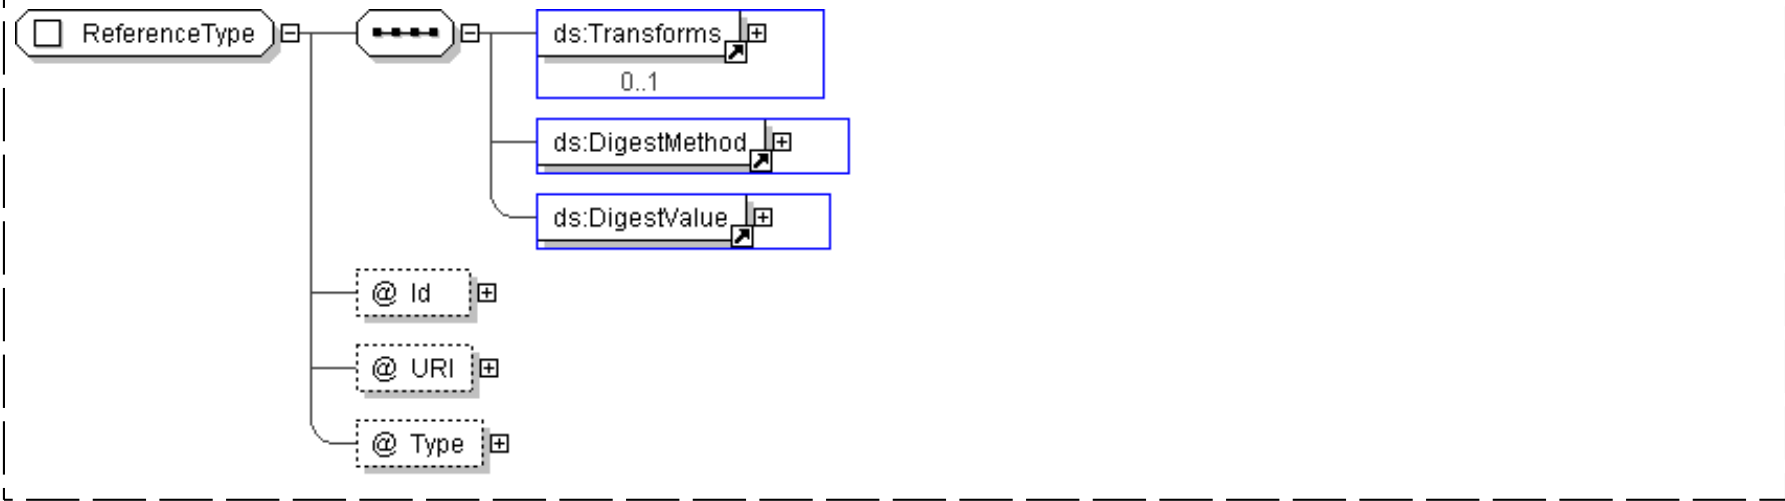 ReferenceType
ds:Transforms
0..1
ds:DigestMethod
ds:DigestValue
@ Id
@ URI
@ Type